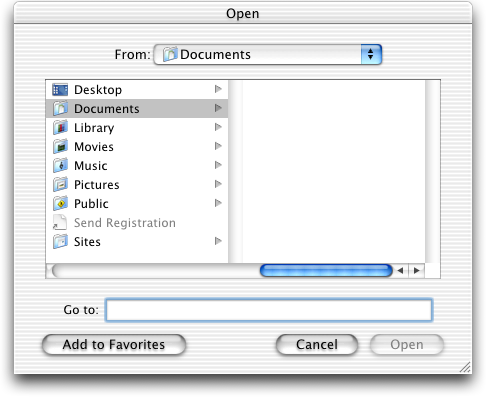 Open
From: Documents
Desktop
Documents
Library
Movies
Music
Pictures
Public
Send Registration
Sites
Go to:
Add to Favorites Cancel Open